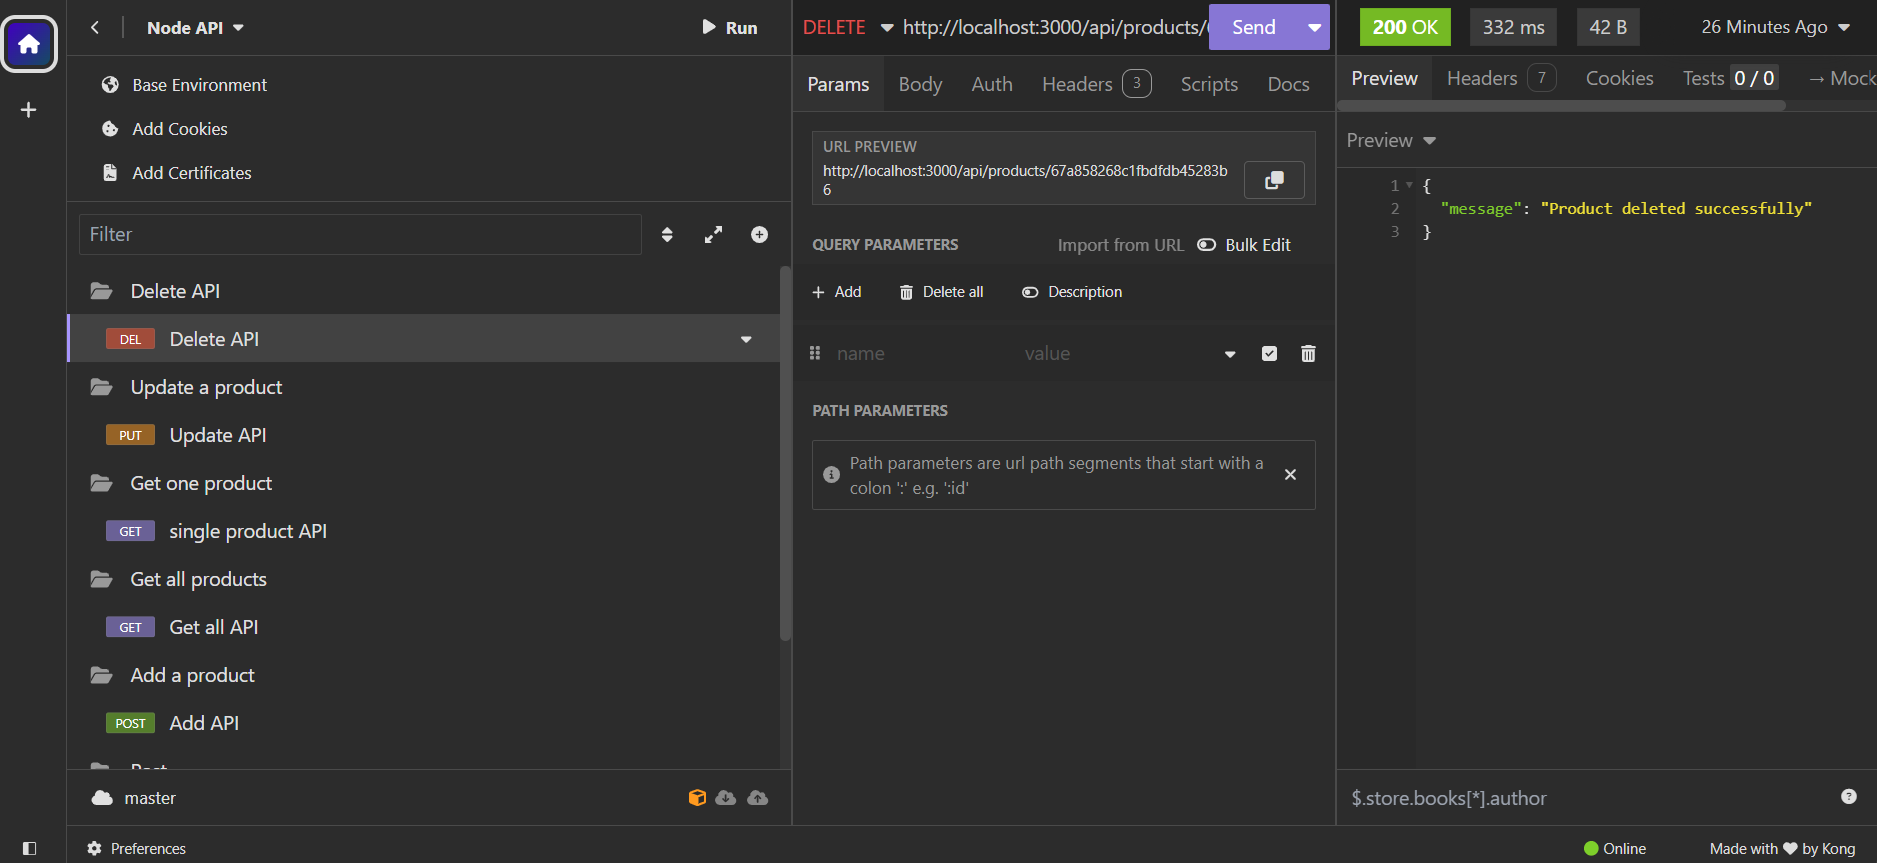 Node API
Run
Base Environment
Add Cookies
Add Certificates
Filter
Delete API
DEL Delete API
Update a product
PUT Update API
Get one product
GET single product API
Get all products
GET Get all API
Add a product
POST Add API
master
Preferences
DELETE http://localhost:3000/api/products/
Send
Params Body Auth Headers 3 Scripts Docs
URL PREVIEW
http://localhost:3000/api/products/67a858268c1fbdfdb45283b
6
QUERY PARAMETERS Import from URL Bulk Edit
+ Add Delete all Description
name value
PATH PARAMETERS
Path parameters are url path segments that start with a
colon ':' e.g. ':id'
200 OK 332 ms 42 B 26 Minutes Ago
Preview Headers 7 Cookies Tests 0 / 0 → Mock
Preview
1 {
2 "message": "Product deleted successfully"
3 }
$.store.books[*].author
Online Made with ♥ by Kong